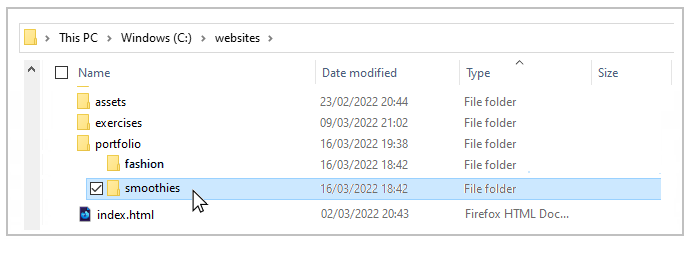 This PC > Windows (C:) > websites >
Name Date modified Type Size
assets 23/02/2022 20:44 File folder
exercises 09/03/2022 21:02 File folder
portfolio 16/03/2022 19:38 File folder
fashion 16/03/2022 18:42 File folder
smoothies 16/03/2022 18:42 File folder
index.html 02/03/2022 20:43 Firefox HTML Doc...